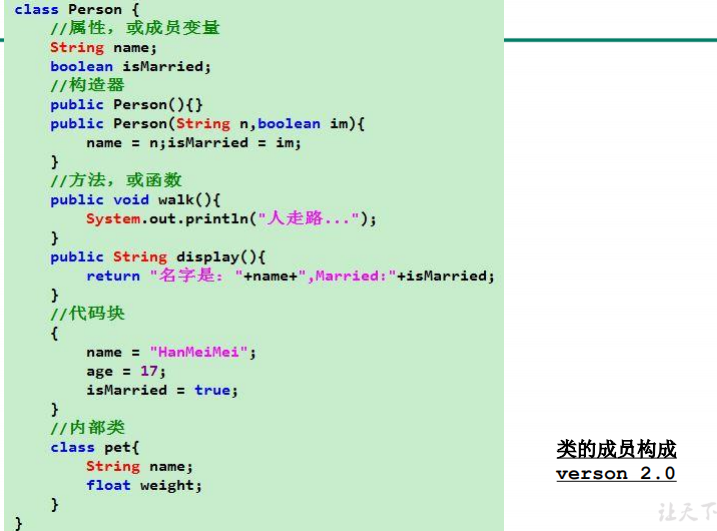 class Person {
//属性，或成员变量
String name;
boolean isMarried;
//构造器
public Person(){}
public Person(String n,boolean im){
name = n;isMarried = im;
}
//方法，或函数
public void walk(){
System.out.println("人走路...");
}
public String display(){
return "名字是："+name+",Married:"+isMarried;
}
//代码块
{
name = "HanMeiMei";
age = 17;
isMarried = true;
}
//内部类
class pet{
String name;
float weight;
}
}
类的成员构成
verson 2.0
让天下